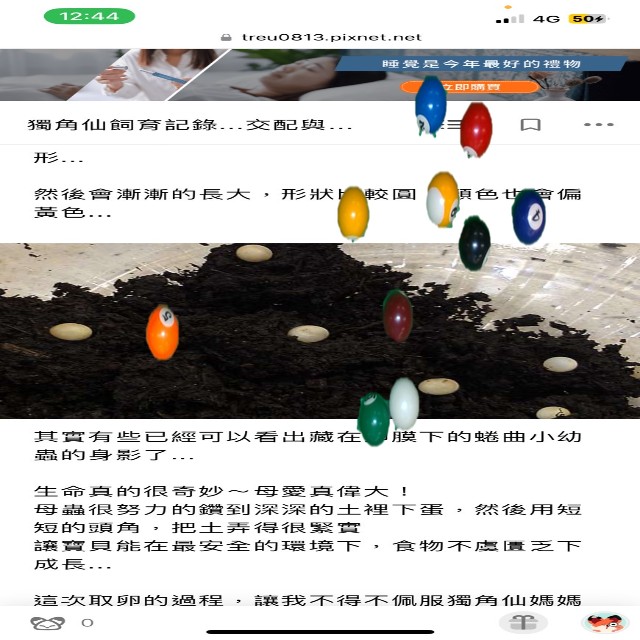 12:44
4G 50
treu0813.pixnet.net
睡覺是今年最好的禮物
立即購買
獨角仙飼育記錄...交配與...
形...
然後會漸漸的長大，形狀比較圓 顏色也會偏
黃色...
其實有些已經可以看出藏在卵膜下的蜷曲小幼
蟲的身影了...
生命真的很奇妙～母愛真偉大！
母蟲很努力的鑽到深深的土裡下蛋，然後用短
短的頭角，把土弄得很緊實
讓寶貝能在最安全的環境下，食物不虞匱乏下
成長...
這次取卵的過程，讓我不得不佩服獨角仙媽媽
0